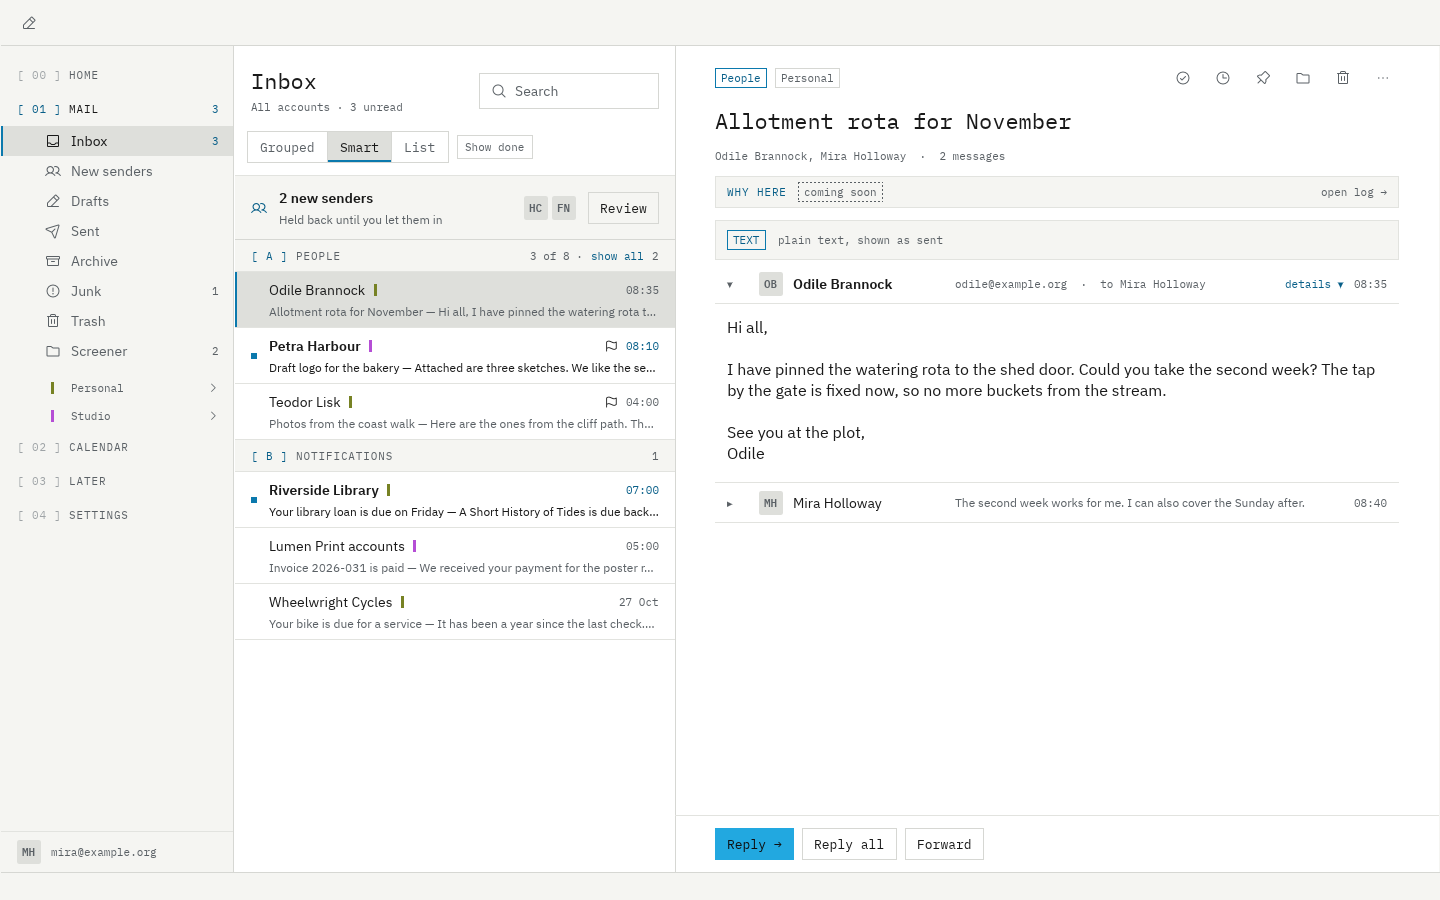 [ 00 ] HOME
[ 01 ] MAIL 3
Inbox 3
New senders
Drafts
Sent
Archive
Junk 1
Trash
Screener 2
Personal
Studio
[ 02 ] CALENDAR
[ 03 ] LATER
[ 04 ] SETTINGS
MH mira@example.org
Inbox
All accounts · 3 unread
Search
Grouped Smart List Show done
2 new senders
Held back until you let them in
HC FN Review
[ A ] PEOPLE 3 of 8 · show all 2
Odile Brannock 08:35
Allotment rota for November — Hi all, I have pinned the watering rota t…
Petra Harbour 08:10
Draft logo for the bakery — Attached are three sketches. We like the se…
Teodor Lisk 04:00
Photos from the coast walk — Here are the ones from the cliff path. Th…
[ B ] NOTIFICATIONS 1
Riverside Library 07:00
Your library loan is due on Friday — A Short History of Tides is due back…
Lumen Print accounts 05:00
Invoice 2026-031 is paid — We received your payment for the poster r…
Wheelwright Cycles 27 Oct
Your bike is due for a service — It has been a year since the last check.…
People Personal
Allotment rota for November
Odile Brannock, Mira Holloway · 2 messages
WHY HERE coming soon open log →
TEXT plain text, shown as sent
▾ OB Odile Brannock odile@example.org · to Mira Holloway details ▾ 08:35
Hi all,
I have pinned the watering rota to the shed door. Could you take the second week? The tap
by the gate is fixed now, so no more buckets from the stream.
See you at the plot,
Odile
▸ MH Mira Holloway The second week works for me. I can also cover the Sunday after. 08:40
Reply → Reply all Forward